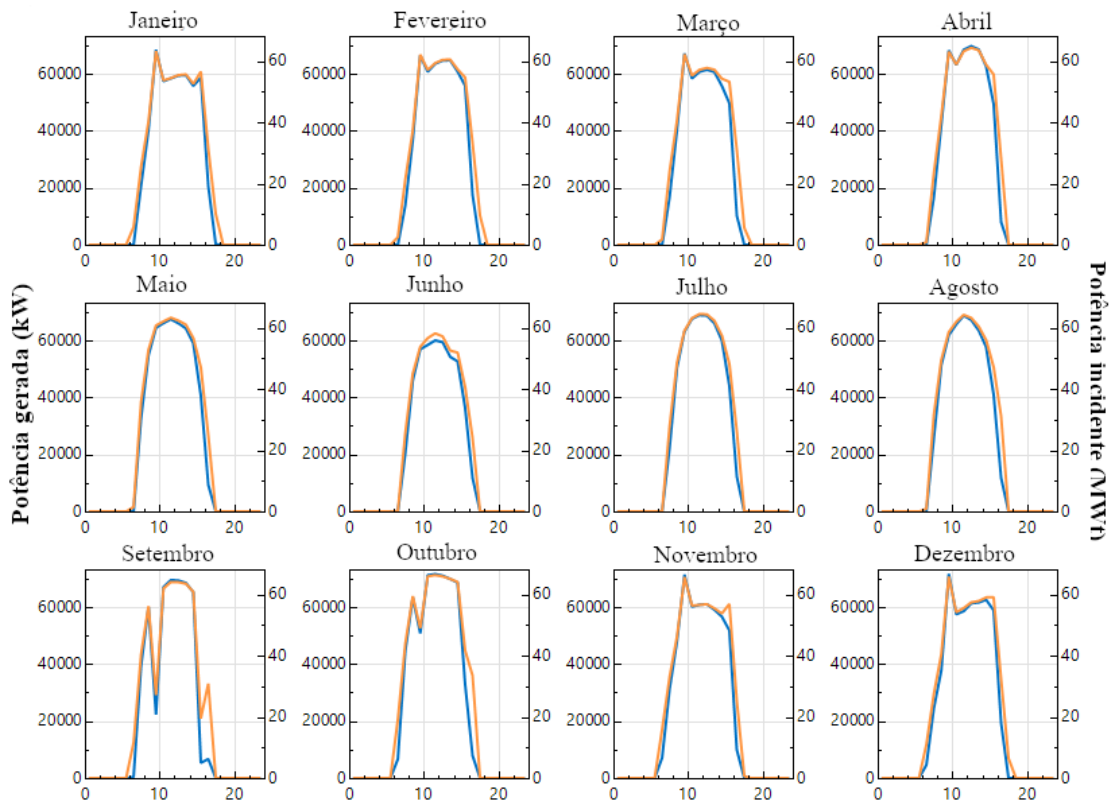 Janeiro
Fevereiro
Março
Abril
60000 60 60000 60 60000 60 60000 60
40000 40 40000 40 40000 40 40000 40
20000 20 20000 20 20000 20 20000 20
0 0 0 0 0 0 0 0
0 10 20 0 10 20 0 10 20 0 10 20
Potência gerada (kW)
Potência incidente (MWt)
Maio
Junho
Julho
Agosto
60000 60 60000 60 60000 60 60000 60
40000 40 40000 40 40000 40 40000 40
20000 20 20000 20 20000 20 20000 20
0 0 0 0 0 0 0 0
0 10 20 0 10 20 0 10 20 0 10 20
Setembro
Outubro
Novembro
Dezembro
60000 60 60000 60 60000 60 60000 60
40000 40 40000 40 40000 40 40000 40
20000 20 20000 20 20000 20 20000 20
0 0 0 0 0 0 0 0
0 10 20 0 10 20 0 10 20 0 10 20